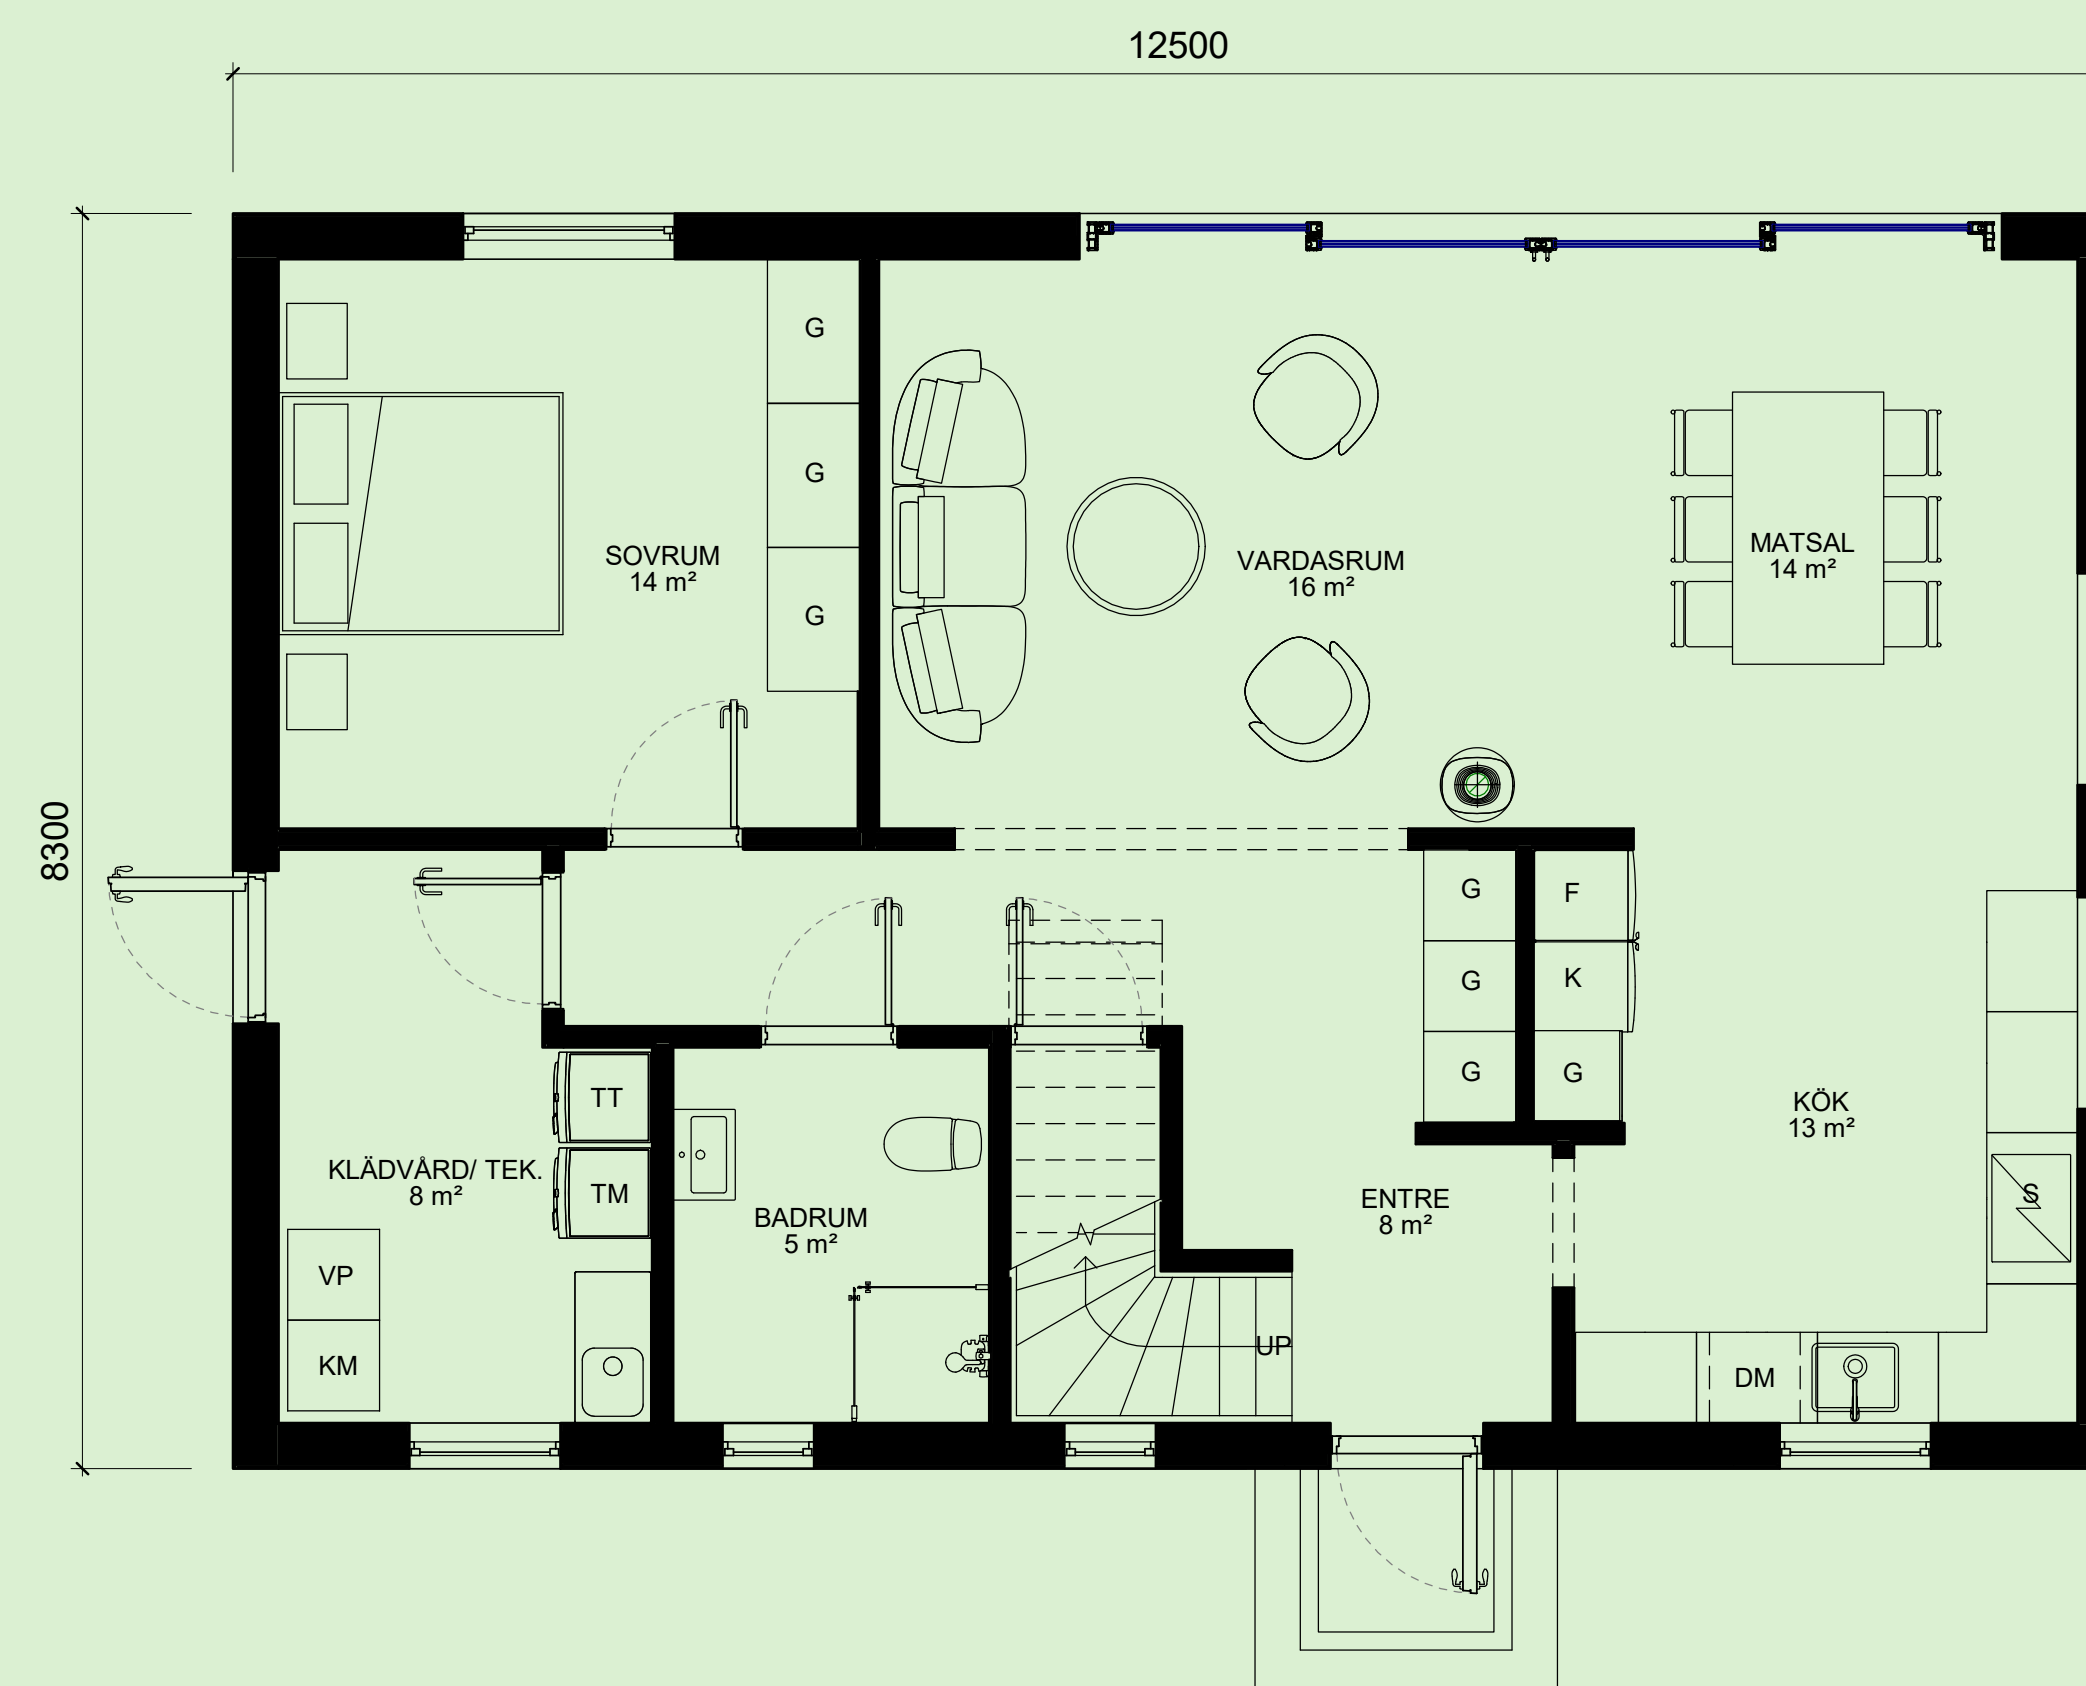 12500
8300
G
G
G
SOVRUM
14 m²
VARDASRUM
16 m²
MATSAL
14 m²
G
G
G
F
K
G
KÖK
13 m²
S
TT
TM
KLÄDVÅRD/ TEK.
8 m²
VP
KM
BADRUM
5 m²
ENTRE
8 m²
UP
DM